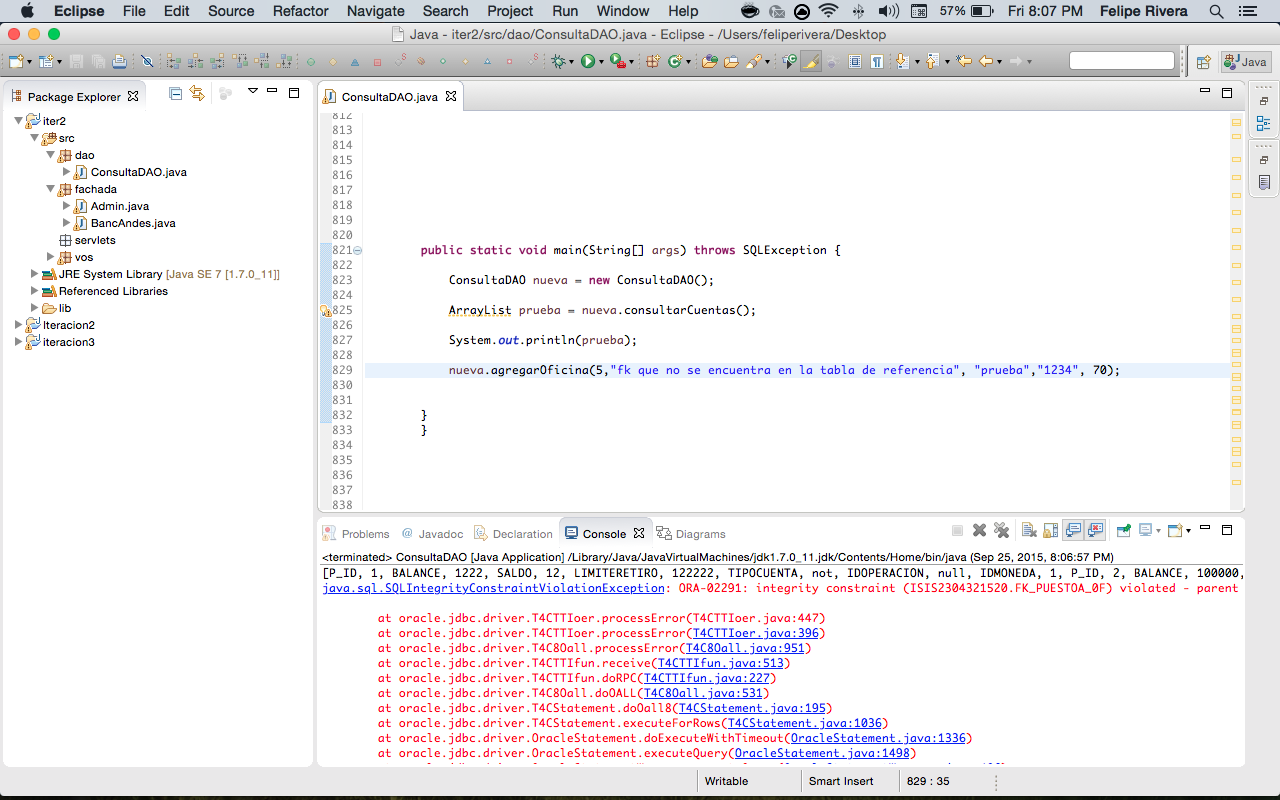 Eclipse File Edit Source Refactor Navigate Search Project Run Window Help 57% Fri 8:07 PM Felipe Rivera
Java - iter2/src/dao/ConsultaDAO.java - Eclipse - /Users/feliperivera/Desktop
Java
Package Explorer
iter2
src
dao
ConsultaDAO.java
fachada
Admin.java
BancAndes.java
servlets
vos
JRE System Library [Java SE 7 [1.7.0_11]]
Referenced Libraries
lib
Iteracion2
iteracion3
ConsultaDAO.java
812
813
814
815
816
817
818
819
820
821 public static void main(String[] args) throws SQLException {
822
823 ConsultaDAO nueva = new ConsultaDAO();
824
825 ArrayList prueba = nueva.consultarCuentas();
826
827 System.out.println(prueba);
828
829 nueva.agregarOficina(5,"fk que no se encuentra en la tabla de referencia", "prueba","1234", 70);
830
831
832 }
833 }
834
835
836
837
838
Problems Javadoc Declaration Console Diagrams
<terminated> ConsultaDAO [Java Application] /Library/Java/JavaVirtualMachines/jdk1.7.0_11.jdk/Contents/Home/bin/java (Sep 25, 2015, 8:06:57 PM)
[P_ID, 1, BALANCE, 1222, SALDO, 12, LIMITERETIRO, 122222, TIPOCUENTA, not, IDOPERACION, null, IDMONEDA, 1, P_ID, 2, BALANCE, 100000,
java.sql.SQLIntegrityConstraintViolationException: ORA-02291: integrity constraint (ISIS2304321520.FK_PUESTOA_0F) violated - parent
at oracle.jdbc.driver.T4CTTIoer.processError(T4CTTIoer.java:447)
at oracle.jdbc.driver.T4CTTIoer.processError(T4CTTIoer.java:396)
at oracle.jdbc.driver.T4C8Oall.processError(T4C8Oall.java:951)
at oracle.jdbc.driver.T4CTTIfun.receive(T4CTTIfun.java:513)
at oracle.jdbc.driver.T4CTTIfun.doRPC(T4CTTIfun.java:227)
at oracle.jdbc.driver.T4C8Oall.doOALL(T4C8Oall.java:531)
at oracle.jdbc.driver.T4CStatement.doOall8(T4CStatement.java:195)
at oracle.jdbc.driver.T4CStatement.executeForRows(T4CStatement.java:1036)
at oracle.jdbc.driver.OracleStatement.doExecuteWithTimeout(OracleStatement.java:1336)
at oracle.jdbc.driver.OracleStatement.executeQuery(OracleStatement.java:1498)
Writable Smart Insert 829 : 35